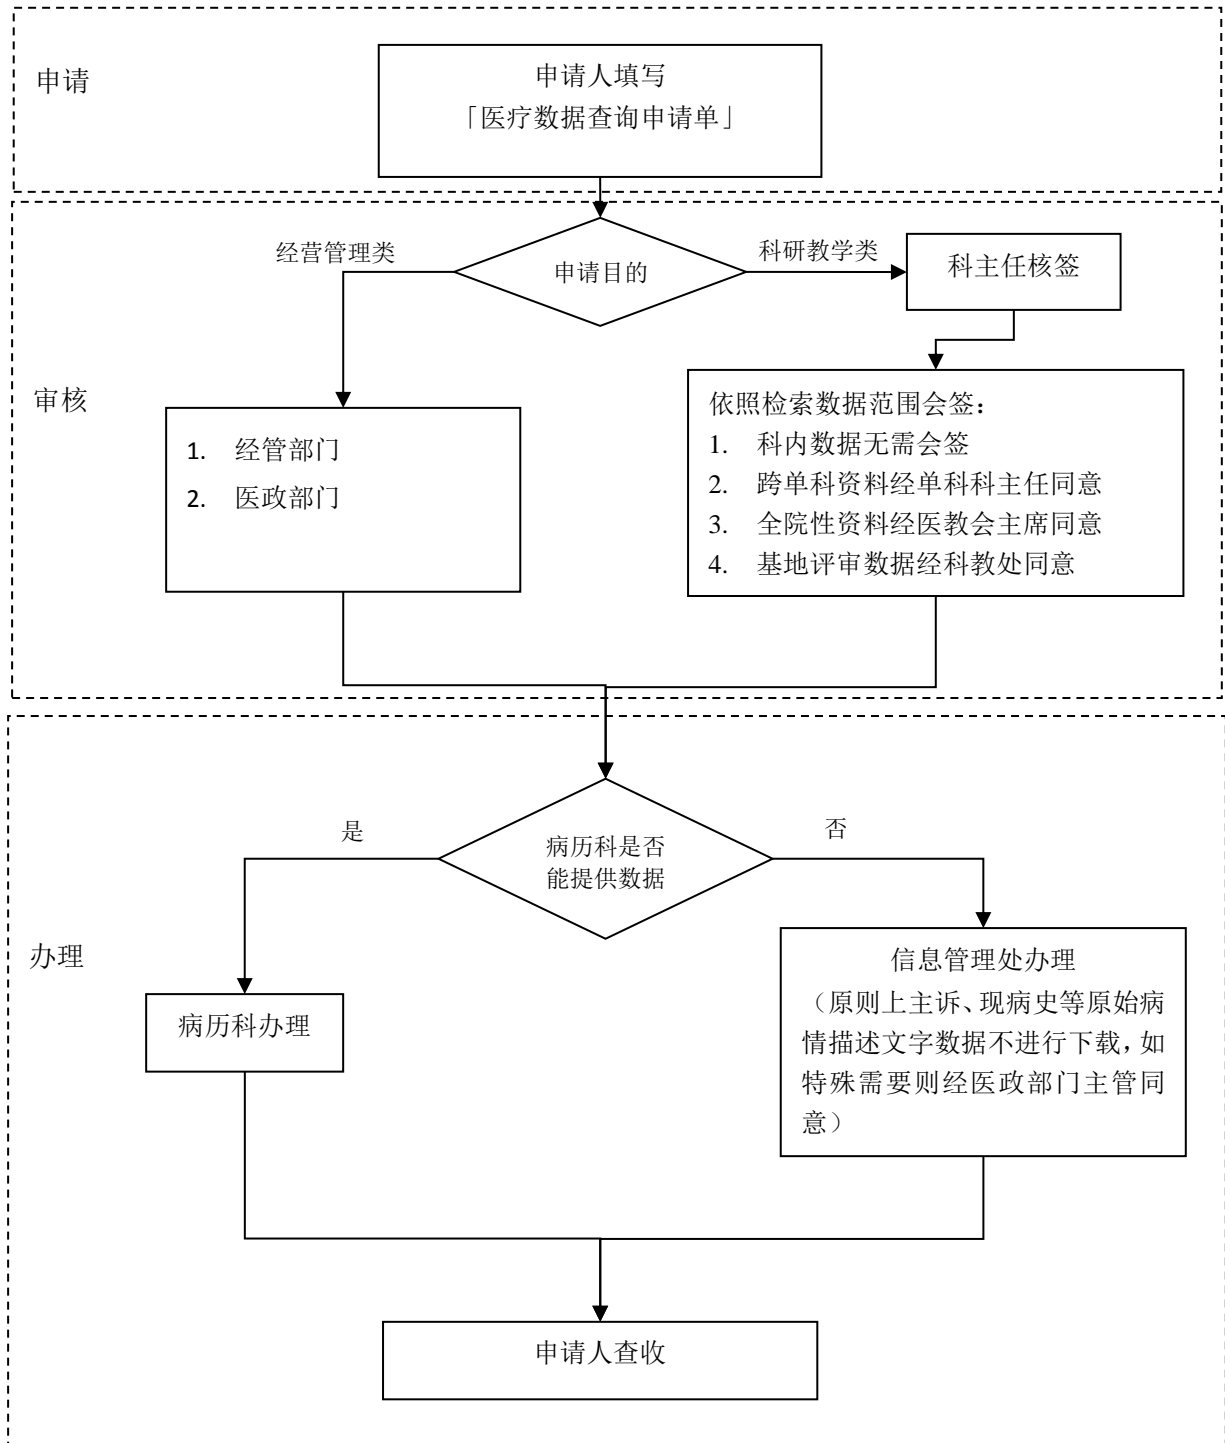 申请
申请人填写
「医疗数据查询申请单」
经营管理类
申请目的
科研教学类
科主任核签
审核
1. 经管部门
2. 医政部门
依照检索数据范围会签：
1. 科内数据无需会签
2. 跨单科资料经单科科主任同意
3. 全院性资料经医教会主席同意
4. 基地评审数据经科教处同意
是
病历科是否
能提供数据
否
办理
病历科办理
信息管理处办理
（原则上主诉、现病史等原始病
情描述文字数据不进行下载，如
特殊需要则经医政部门主管同
意）
申请人查收